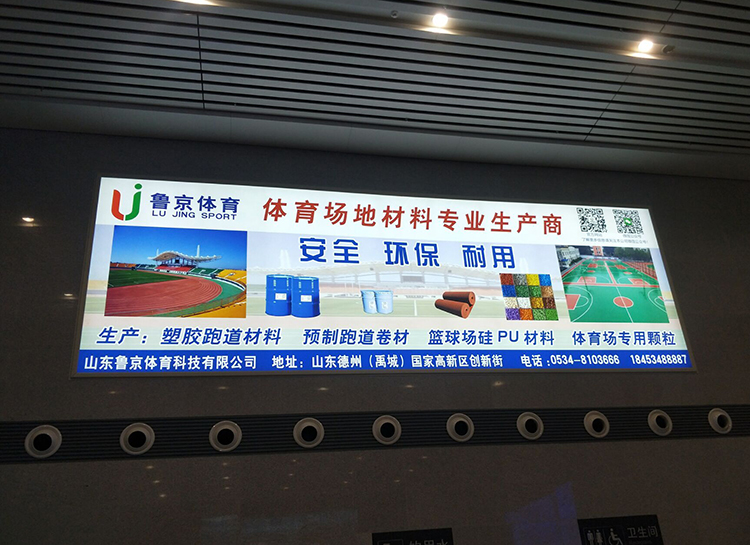 鲁京体育
LU JING SPORT
体育场地材料专业生产商
安全 环保 耐用
生产：塑胶跑道材料 预制跑道卷材 篮球场硅PU材料 体育场专用颗粒
山东鲁京体育科技有限公司 地址：山东德州（禹城）国家高新区创新街 电话：0534-8103666 18453488887
饮用水
卫生间